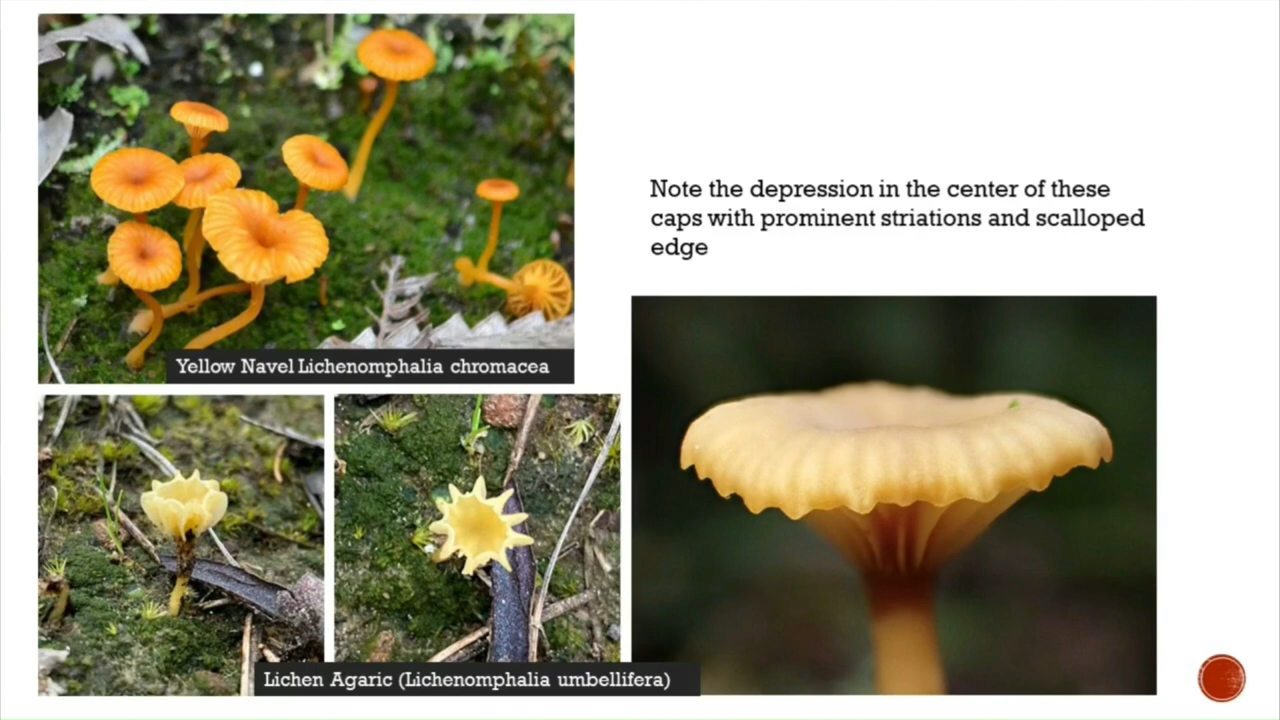 Note the depression in the center of these
caps with prominent striations and scalloped
edge
Yellow Navel Lichenomphalia chromacea
Lichen Agaric (Lichenomphalia umbellifera)